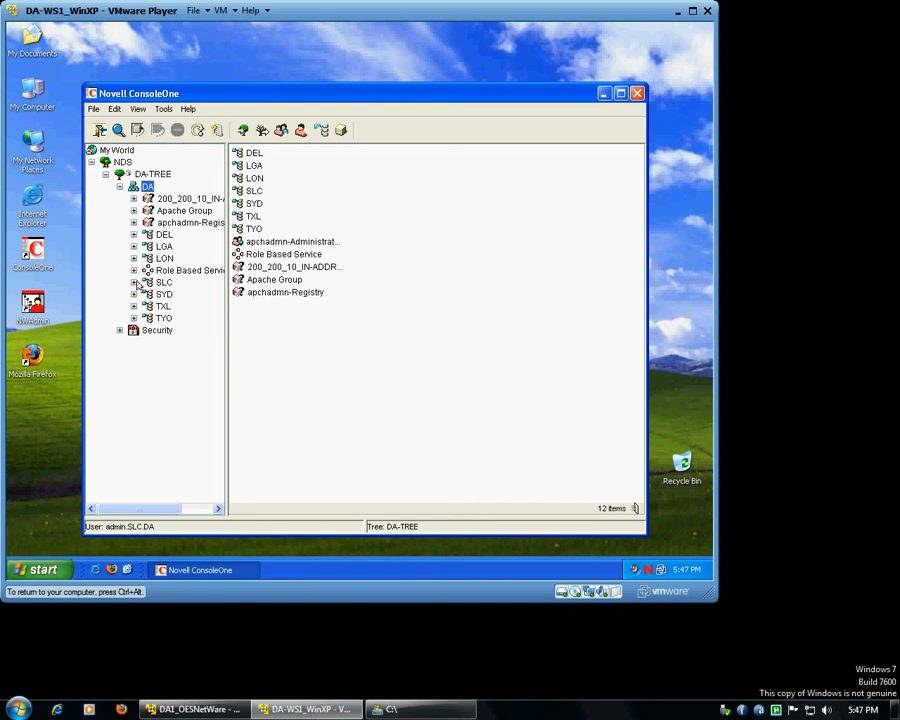 DA-WS1_WinXP - VMware Player File VM Help
My Documents
My Computer
My Network
Places
Internet
Explorer
ConsoleOne
NWAdmin
Mozilla Firefox
Recycle Bin
Novell ConsoleOne
File Edit View Tools Help
My World
NDS
DA-TREE
DA
200_200_10_IN-A
Apache Group
apchadmn-Regis
DEL
LGA
LON
Role Based Servi
SLC
SYD
TXL
TYO
Security
DEL
LGA
LON
SLC
SYD
TXL
TYO
apchadmn-Administrat...
Role Based Service
200_200_10_IN-ADDR...
Apache Group
apchadmn-Registry
12 items
User: admin.SLC.DA Tree: DA-TREE
start Novell ConsoleOne 5:47 PM
To return to your computer, press Ctrl+Alt. vmware
Windows 7
Build 7600
This copy of Windows is not genuine
DA1_OESNetWare - ... DA-WS1_WinXP - V... C:\ 5:47 PM